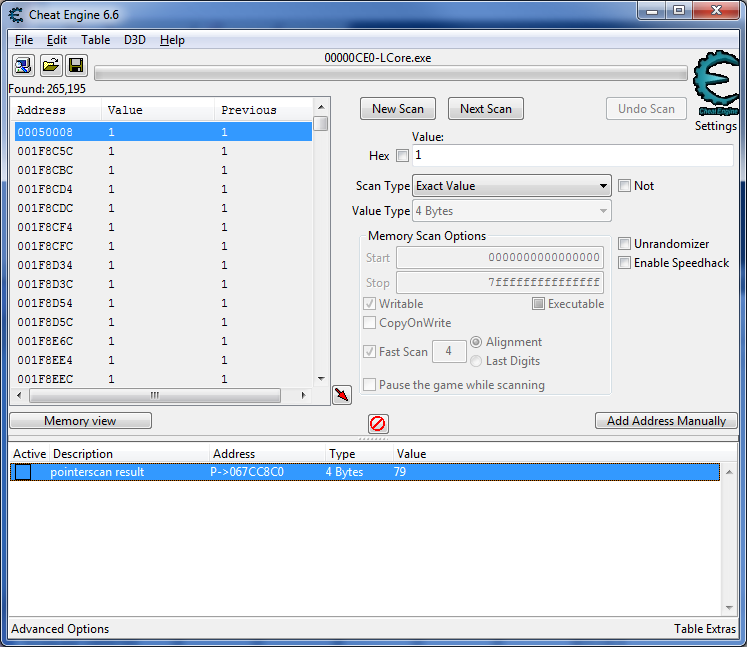 Cheat Engine 6.6
File Edit Table D3D Help
00000CE0-LCore.exe
Found: 265,195
Address Value Previous
00050008 1 1
001F8C5C 1 1
001F8CBC 1 1
001F8CD4 1 1
001F8CDC 1 1
001F8CF4 1 1
001F8CFC 1 1
001F8D34 1 1
001F8D3C 1 1
001F8D54 1 1
001F8D5C 1 1
001F8E6C 1 1
001F8EE4 1 1
001F8EEC 1 1
New Scan Next Scan Undo Scan
Cheat Engine
Settings
Value:
Hex 1
Scan Type Exact Value Not
Value Type 4 Bytes
Memory Scan Options
Start 0000000000000000
Stop 7fffffffffffffff
Unrandomizer
Enable Speedhack
Writable Executable
CopyOnWrite
Fast Scan 4 Alignment
Last Digits
Pause the game while scanning
Memory view Add Address Manually
Active Description Address Type Value
pointerscan result P->067CC8C0 4 Bytes 79
Advanced Options Table Extras